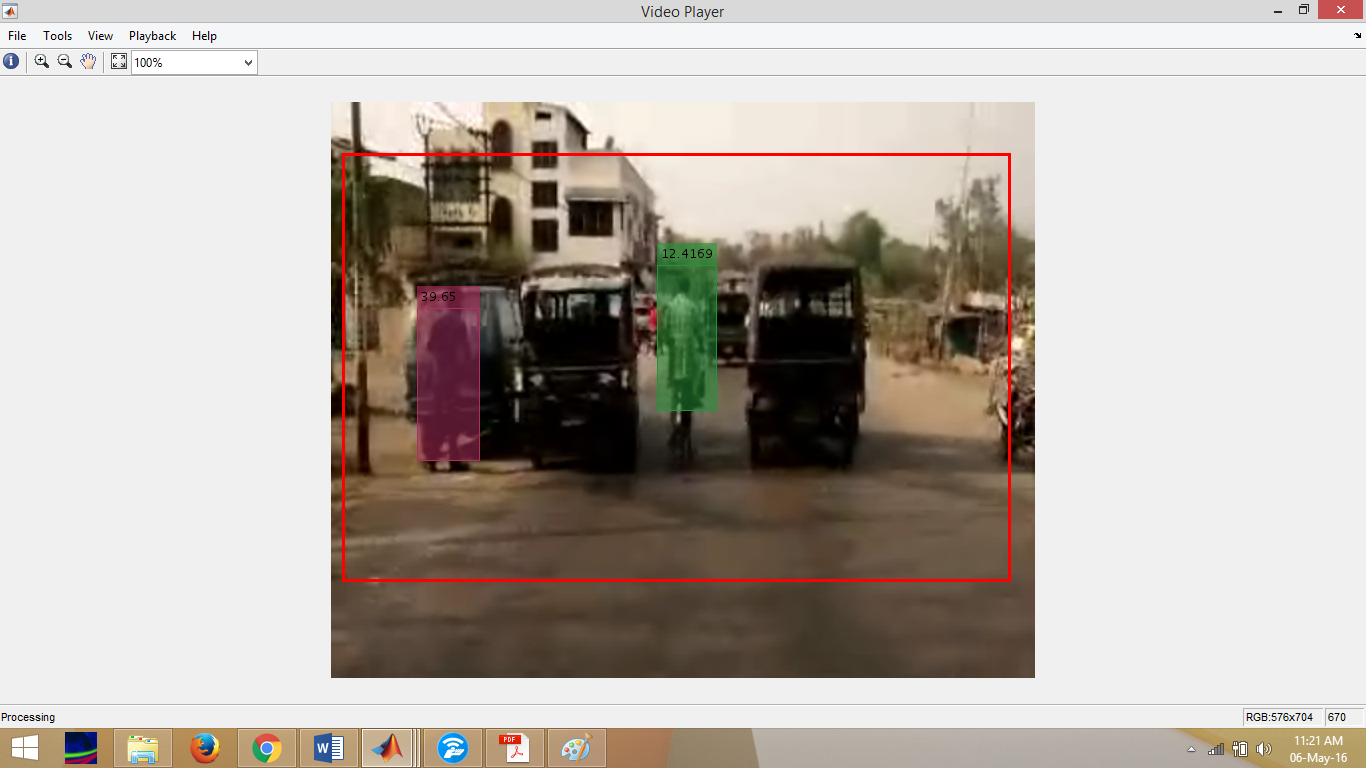 Video Player
File Tools View Playback Help
100%
12.4169
39.65
Processing
RGB:576x704 670
PDF
11:21 AM
06-May-16